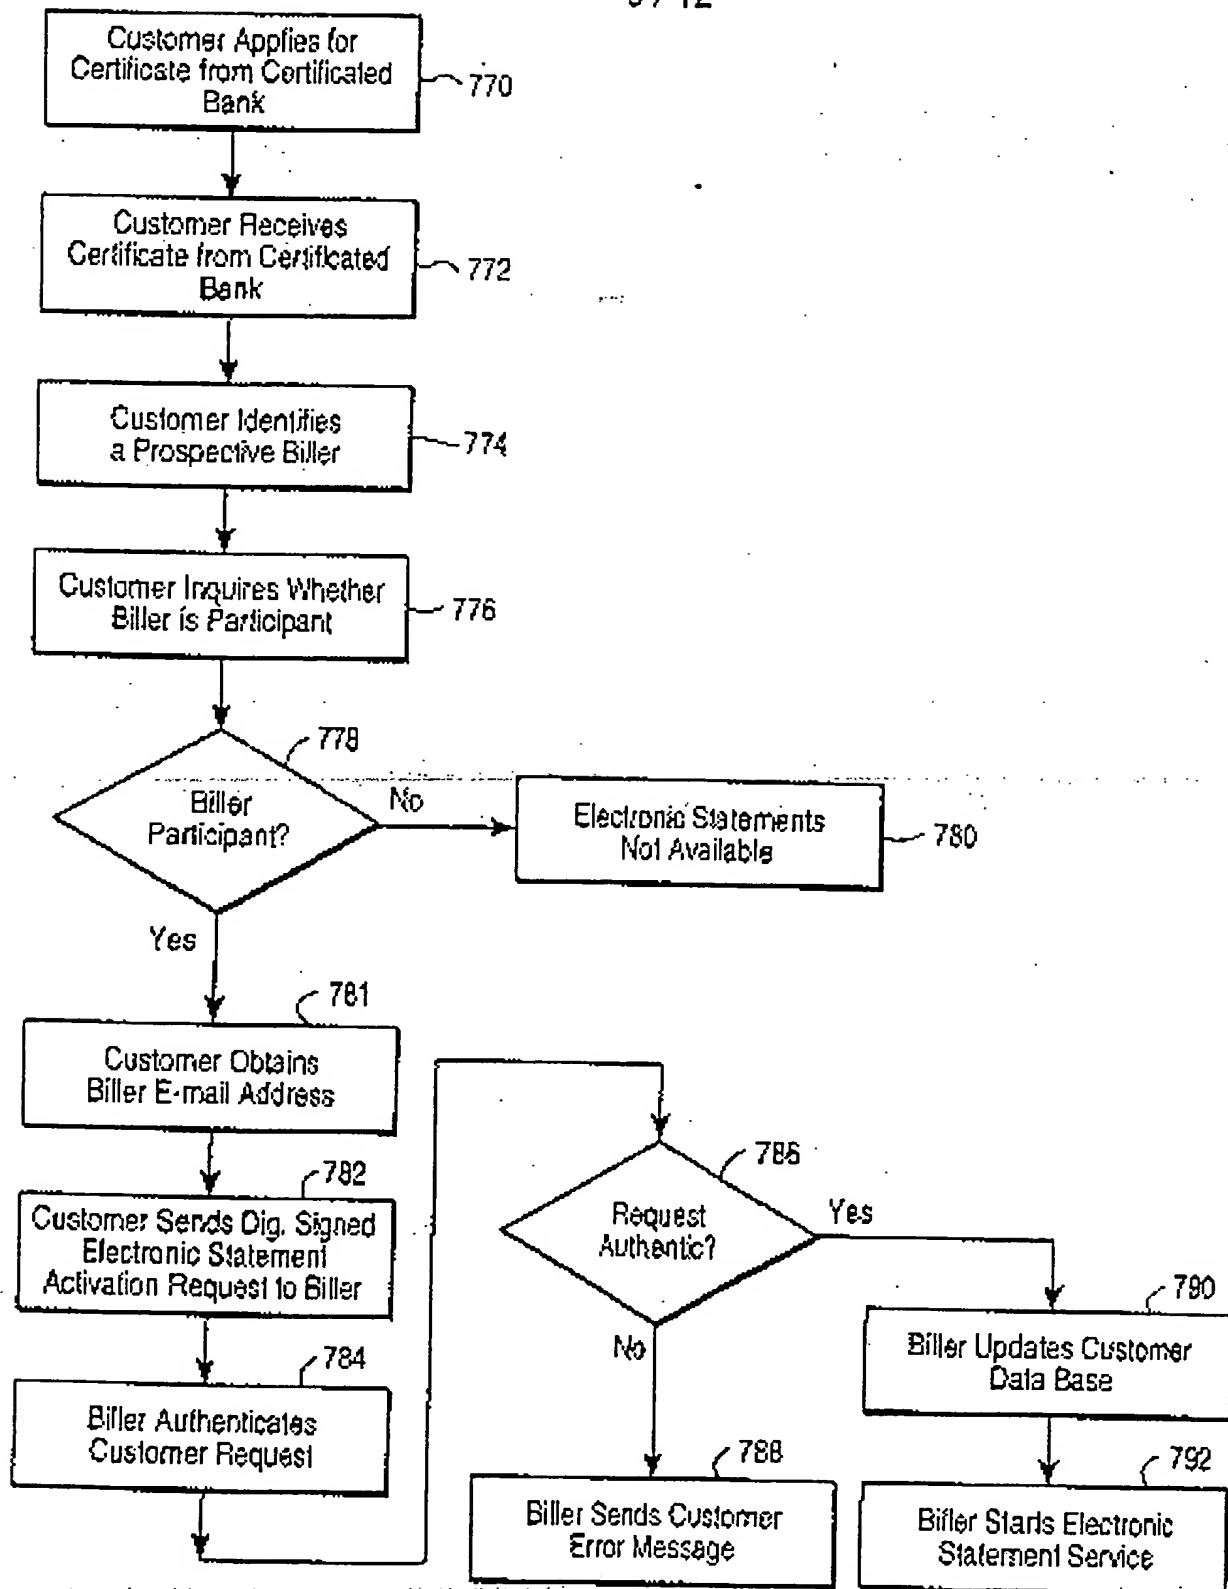 Customer Applies for
Certificate from Certificated
Bank
770
Customer Receives
Certificate from Certificated
Bank
772
Customer Identifies
a Prospective Biller
774
Customer Inquires Whether
Biller is Participant
776
778
Biller
Participant?
No
Electronic Statements
Not Available
780
Yes
781
Customer Obtains
Biller E-mail Address
782
Customer Sends Dig. Signed
Electronic Statement
Activation Request to Biller
784
Biller Authenticates
Customer Request
786
Request
Authentic?
Yes
No
788
Biller Sends Customer
Error Message
790
Biller Updates Customer
Data Base
792
Biller Starts Electronic
Statement Service